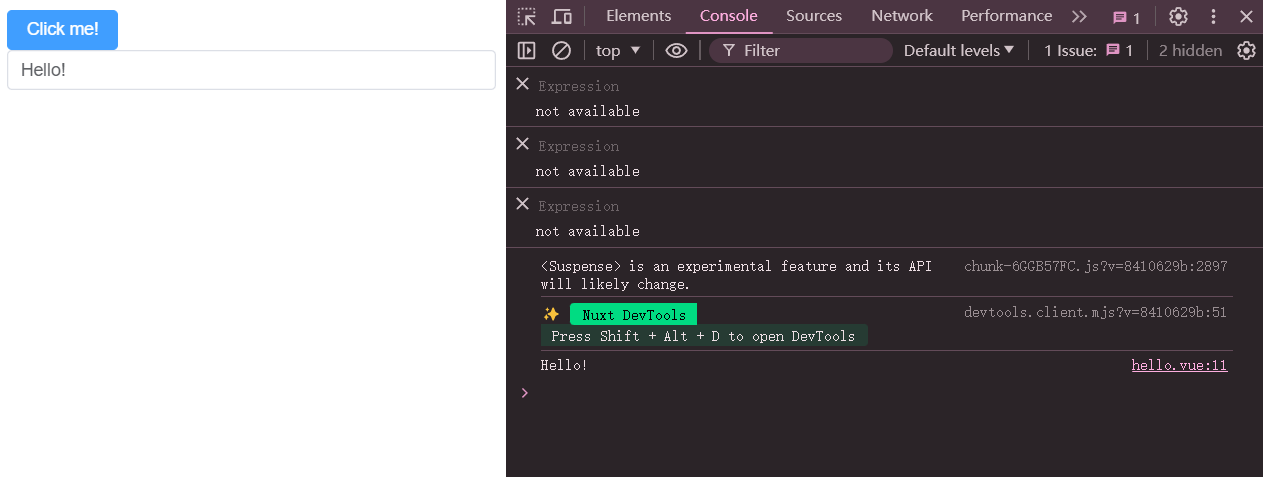 Click me!
Hello!
Elements Console Sources Network Performance 1
top Filter Default levels 1 Issue: 1 2 hidden
Expression
not available
Expression
not available
Expression
not available
<Suspense> is an experimental feature and its API chunk-6GGB57FC.js?v=8410629b:2897
will likely change.
✨ Nuxt DevTools devtools.client.mjs?v=8410629b:51
Press Shift + Alt + D to open DevTools
Hello! hello.vue:11